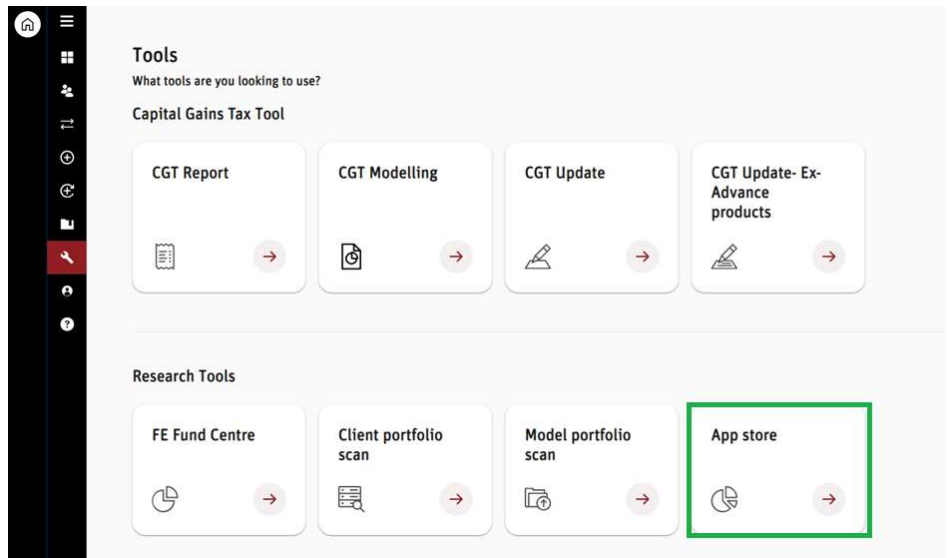 Tools
What tools are you looking to use?
Capital Gains Tax Tool
CGT Report
CGT Modelling
CGT Update
CGT Update- Ex-
Advance
products
Research Tools
FE Fund Centre
Client portfolio
scan
Model portfolio
scan
App store